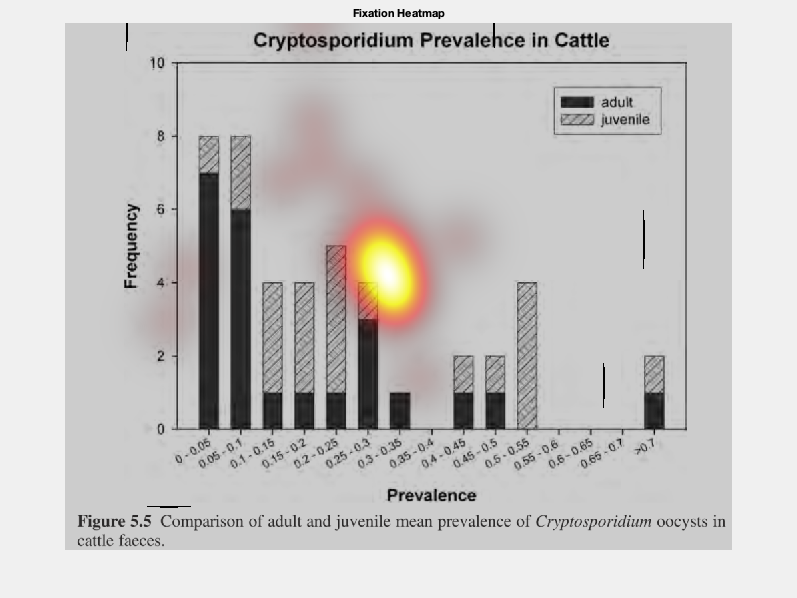 Fixation Heatmap
Cryptosporidium Prevalence in Cattle
10
8
6
4
2
0
Frequency
adult
juvenile
0 - 0.05
0.05 - 0.1
0.1 - 0.15
0.15 - 0.2
0.2 - 0.25
0.25 - 0.3
0.3 - 0.35
0.35 - 0.4
0.4 - 0.45
0.45 - 0.5
0.5 - 0.55
0.55 - 0.6
0.6 - 0.65
0.65 - 0.7
>0.7
Prevalence
Figure 5.5 Comparison of adult and juvenile mean prevalence of Cryptosporidium oocysts in
cattle faeces.